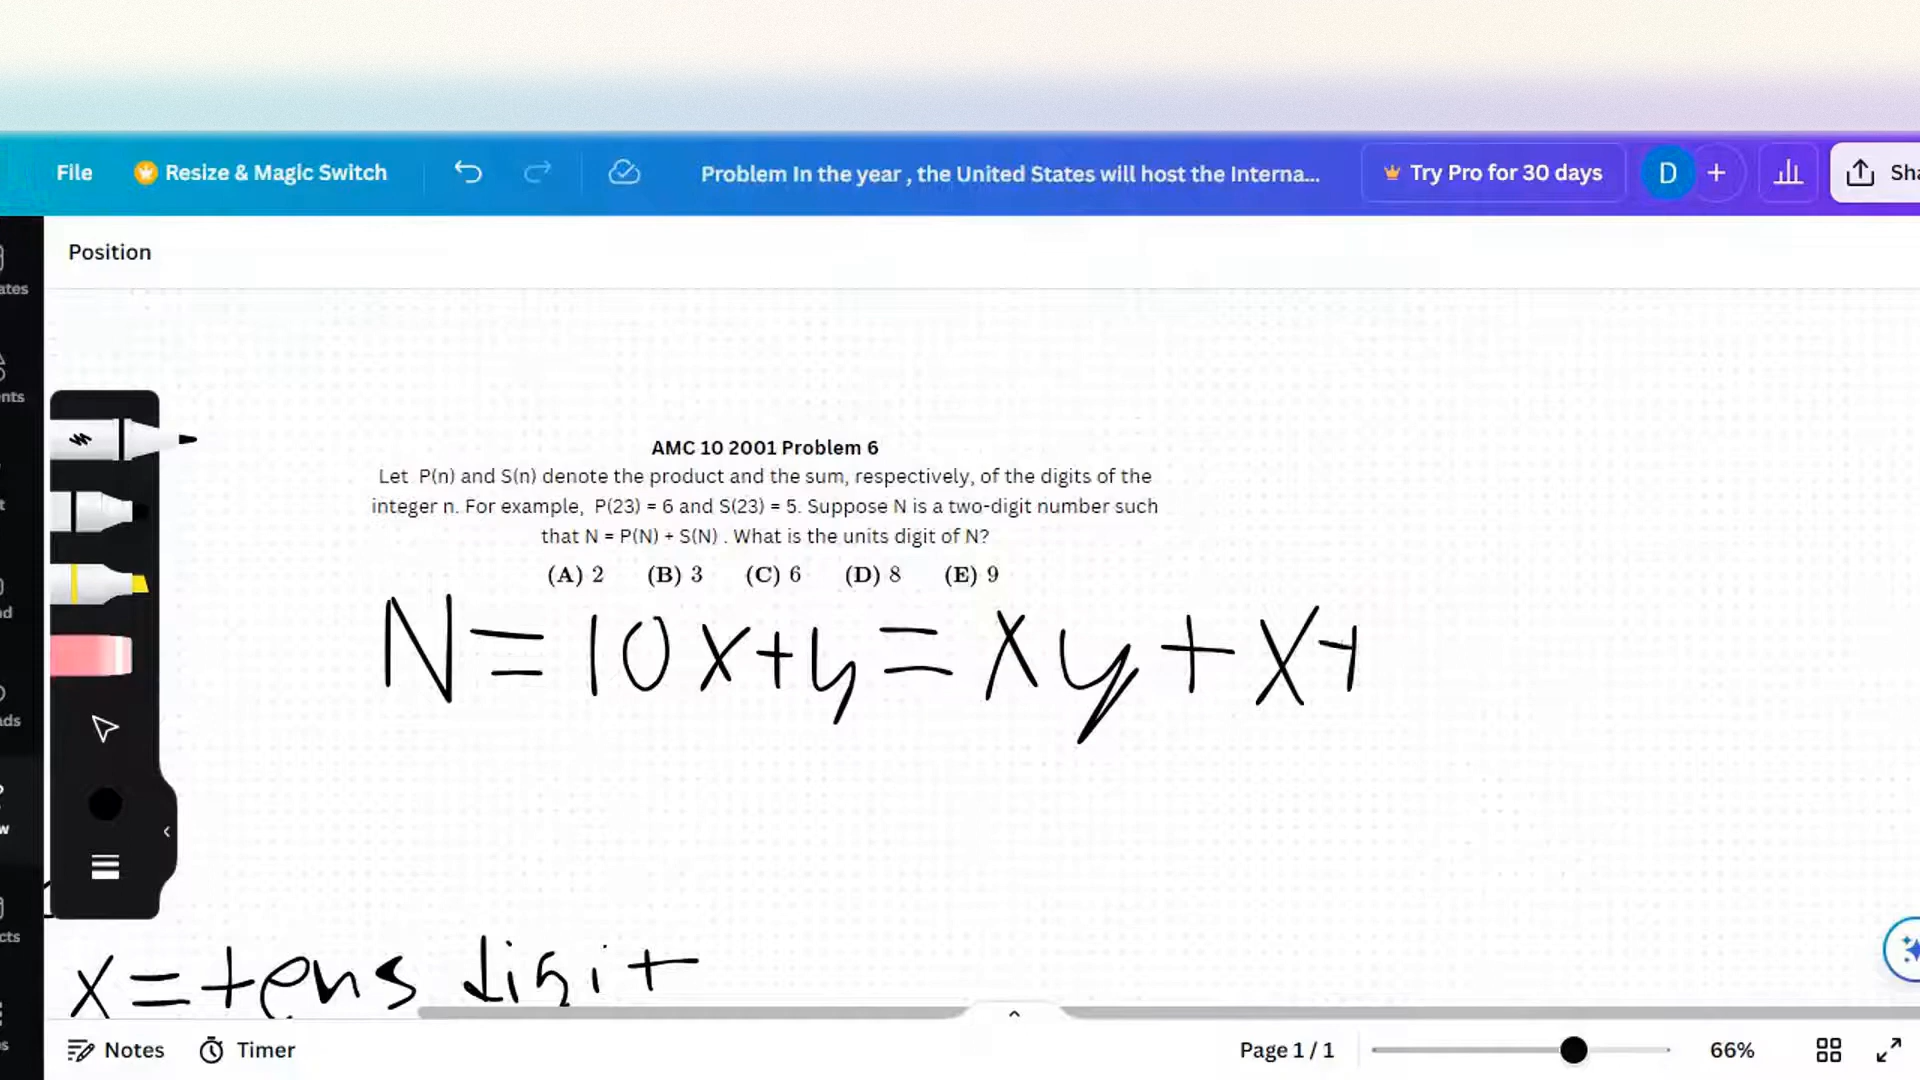 File Resize & Magic Switch Problem In the year , the United States will host the Interna... Try Pro for 30 days D + Sha
Position
ates
nts
AMC 10 2001 Problem 6
Let P(n) and S(n) denote the product and the sum, respectively, of the digits of the
integer n. For example, P(23) = 6 and S(23) = 5. Suppose N is a two-digit number such
that N = P(N) + S(N) . What is the units digit of N?
(A) 2 (B) 3 (C) 6 (D) 8 (E) 9
N=10x+y=xy+x+
x=tens digit
Notes Timer Page 1 / 1 66%